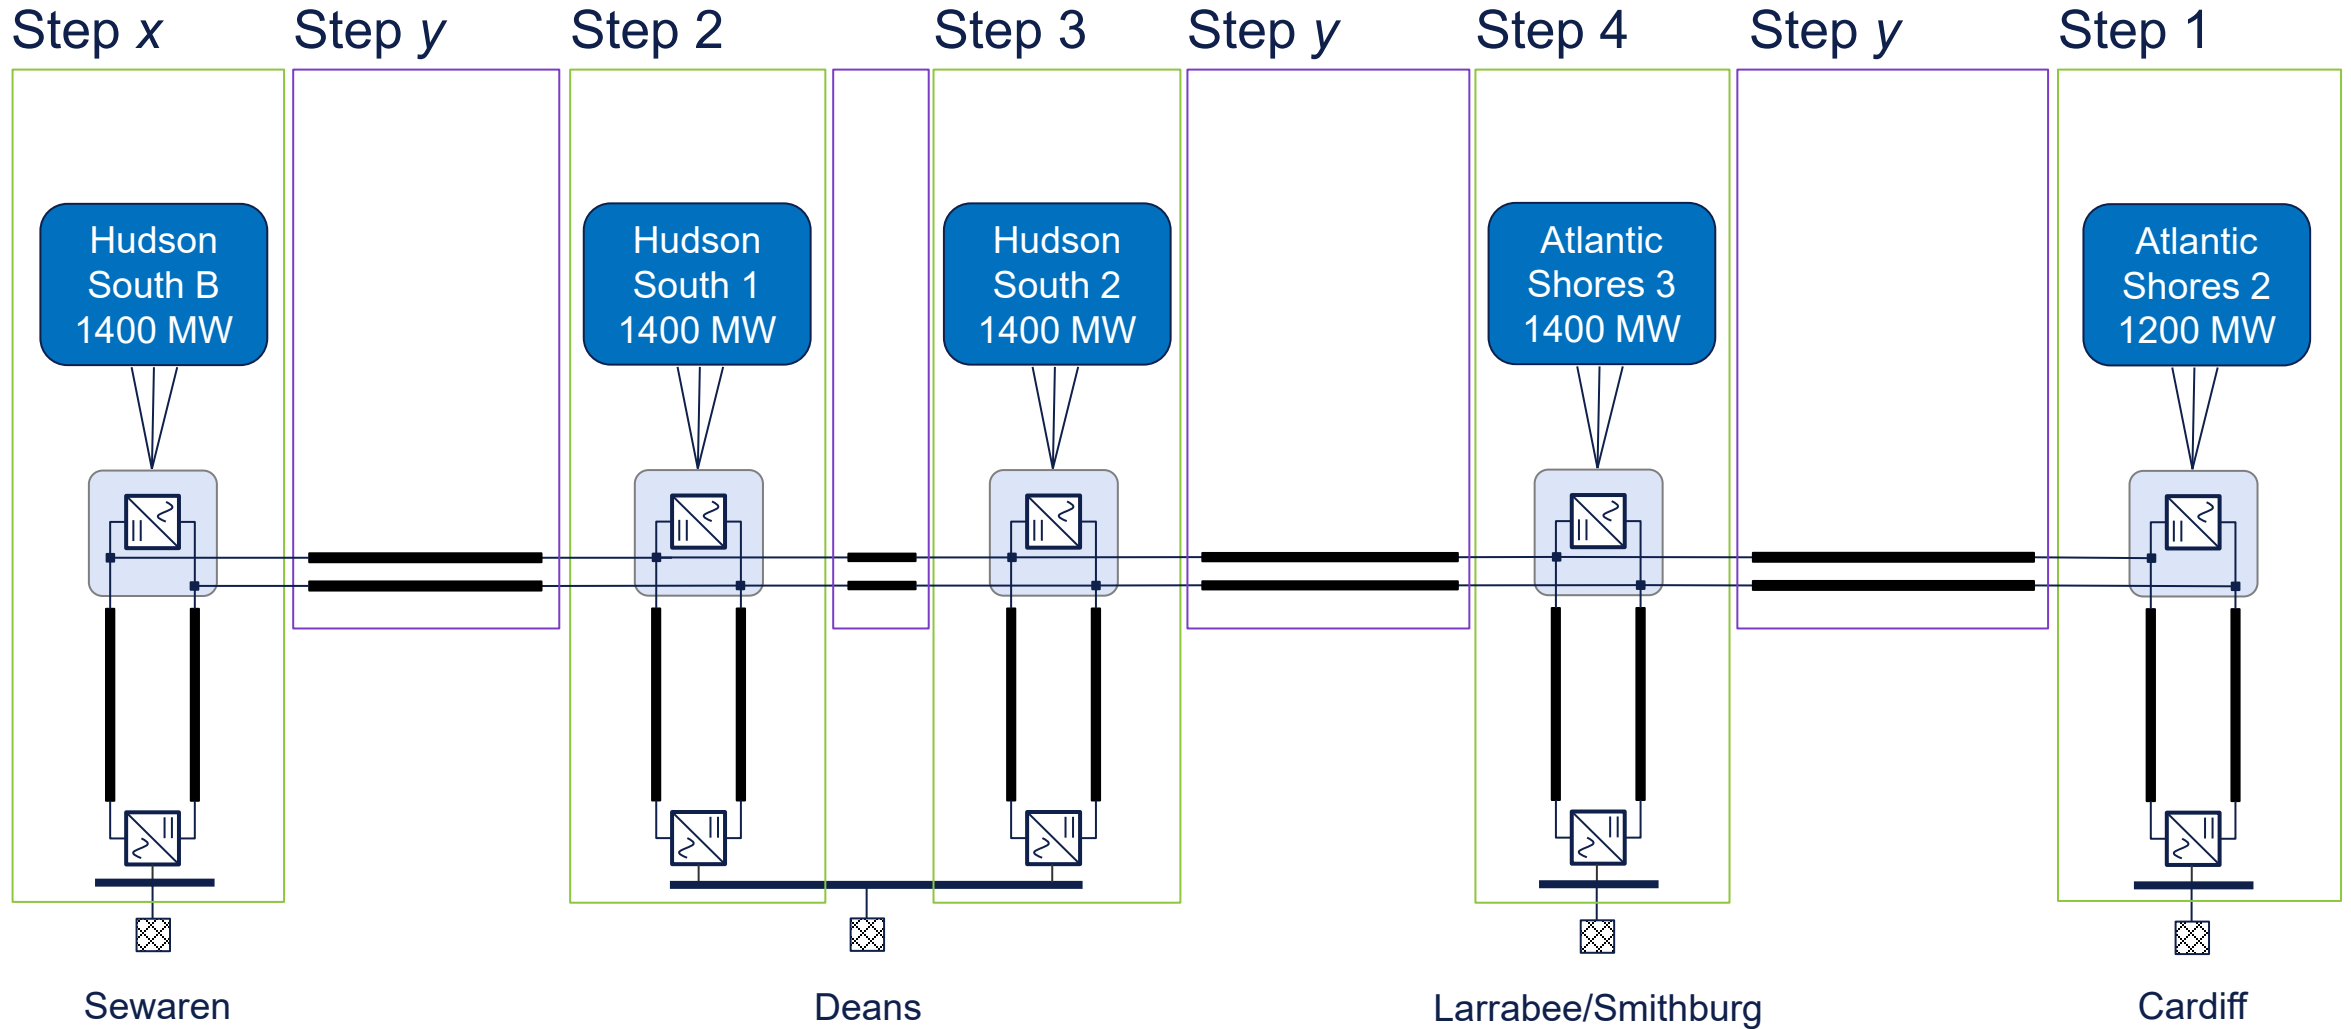 Step x
Step y
Step 2
Step 3
Step y
Step 4
Step y
Step 1
Hudson
South B
1400 MW
Hudson
South 1
1400 MW
Hudson
South 2
1400 MW
Atlantic
Shores 3
1400 MW
Atlantic
Shores 2
1200 MW
Sewaren
Deans
Larrabee/Smithburg
Cardiff